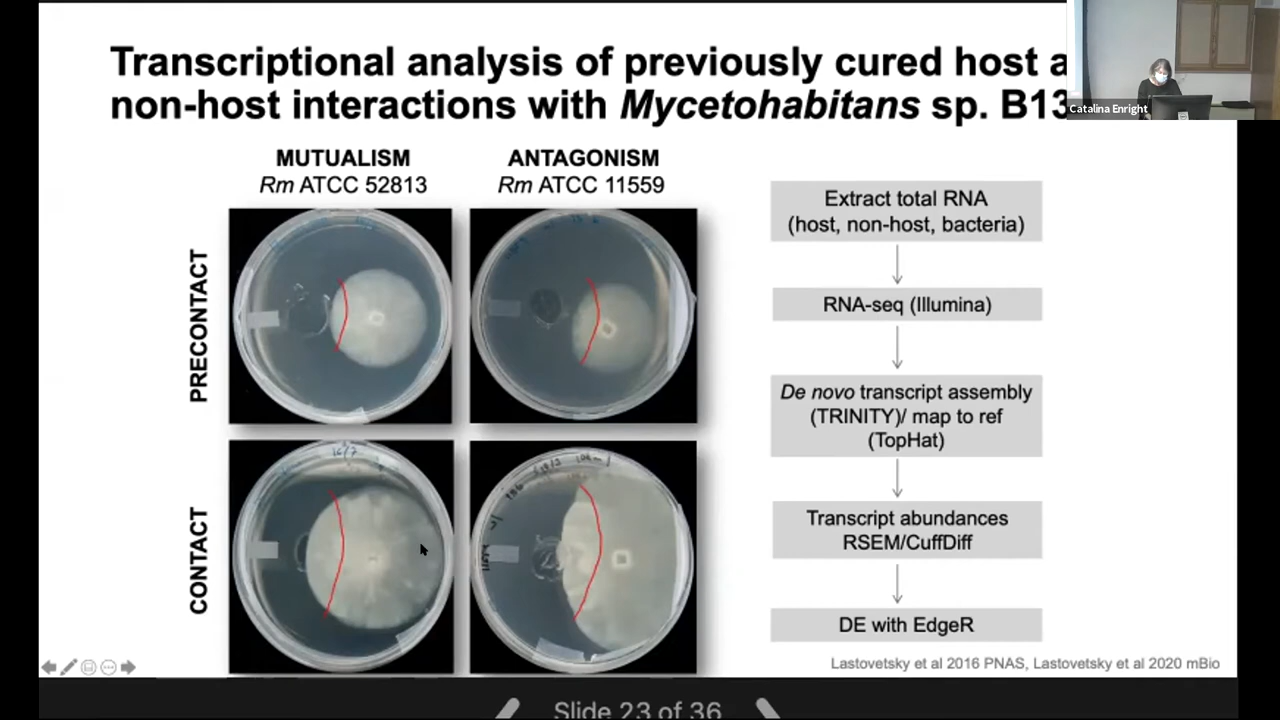 Transcriptional analysis of previously cured host a
non-host interactions with Mycetohabitans sp. B13
Catalina Enright
MUTUALISM
Rm ATCC 52813
ANTAGONISM
Rm ATCC 11559
PRECONTACT
CONTACT
Extract total RNA
(host, non-host, bacteria)
RNA-seq (Illumina)
De novo transcript assembly
(TRINITY)/ map to ref
(TopHat)
Transcript abundances
RSEM/CuffDiff
DE with EdgeR
Lastovetsky et al 2016 PNAS, Lastovetsky et al 2020 mBio
Slide 23 of 36